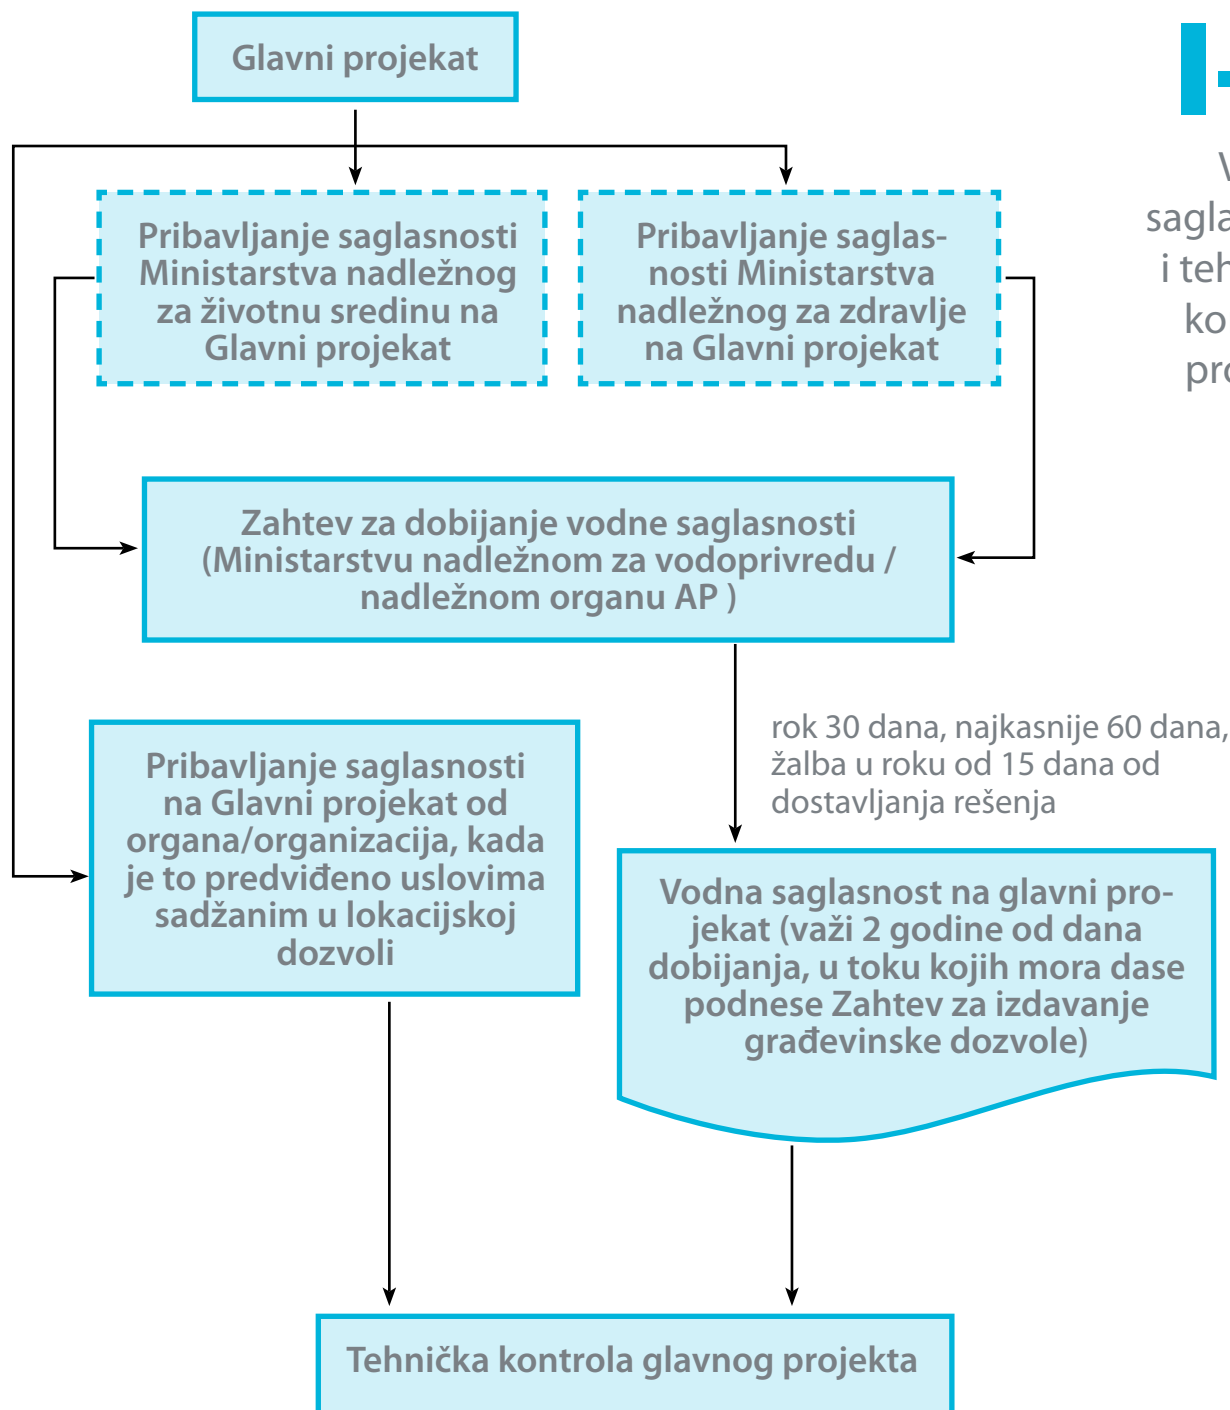 Glavni projekat
Pribavljanje saglasnosti
Ministarstva nadležnog
za životnu sredinu na
Glavni projekat
Pribavljanje saglas-
nosti Ministarstva
nadležnog za zdravlje
na Glavni projekat
sagla
i teh
ko
pro
Zahtev za dobijanje vodne saglasnosti
(Ministarstvu nadležnom za vodoprivredu /
nadležnom organu AP )
rok 30 dana, najkasnije 60 dana,
žalba u roku od 15 dana od
dostavljanja rešenja
Pribavljanje saglasnosti
na Glavni projekat od
organa/organizacija, kada
je to predviđeno uslovima
sadžanim u lokacijskoj
dozvoli
Vodna saglasnost na glavni pro-
jekat (važi 2 godine od dana
dobijanja, u toku kojih mora dase
podnese Zahtev za izdavanje
građevinske dozvole)
Tehnička kontrola glavnog projekta